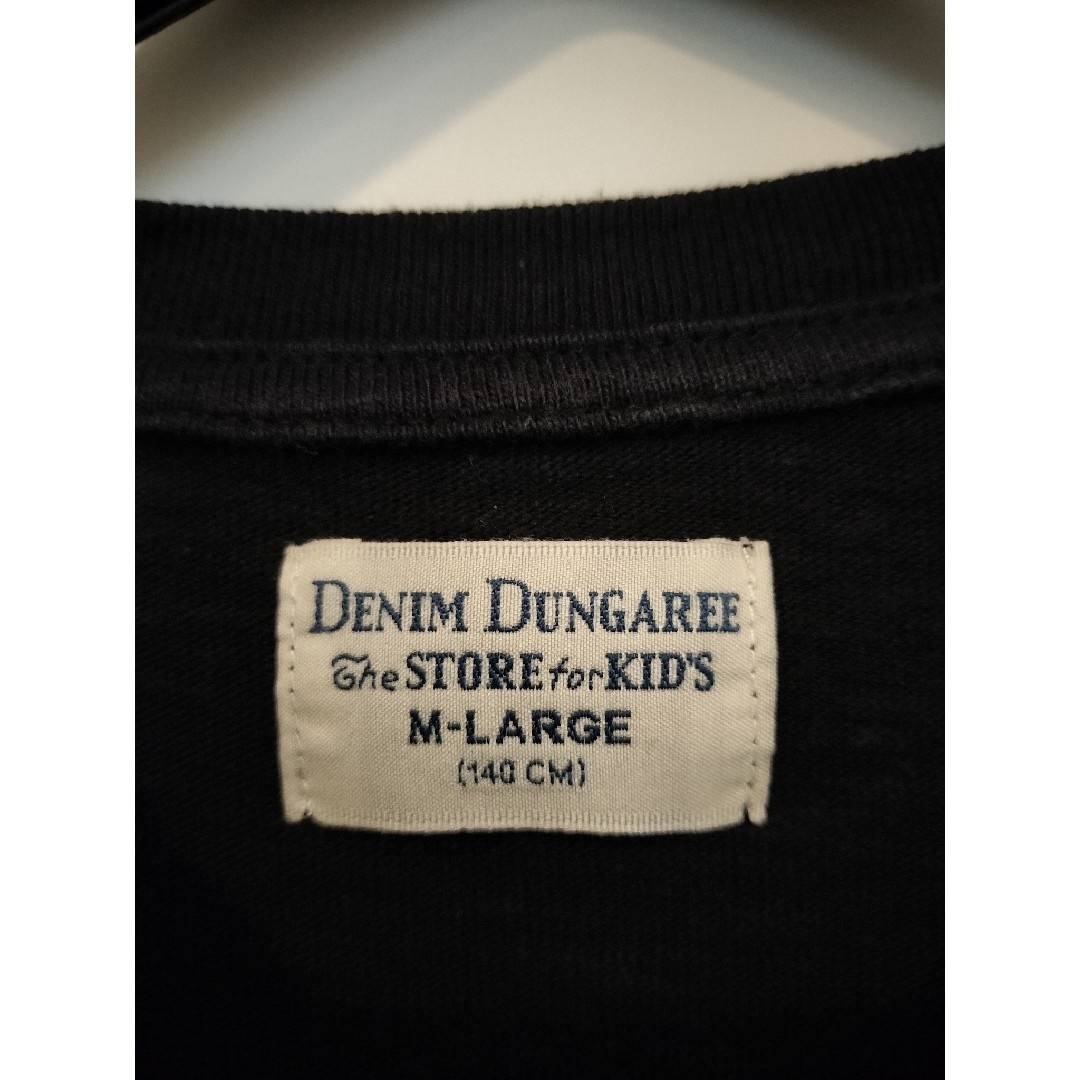 DENIM DUNGAREE
The STORE for KID'S
M-LARGE
(140 CM)